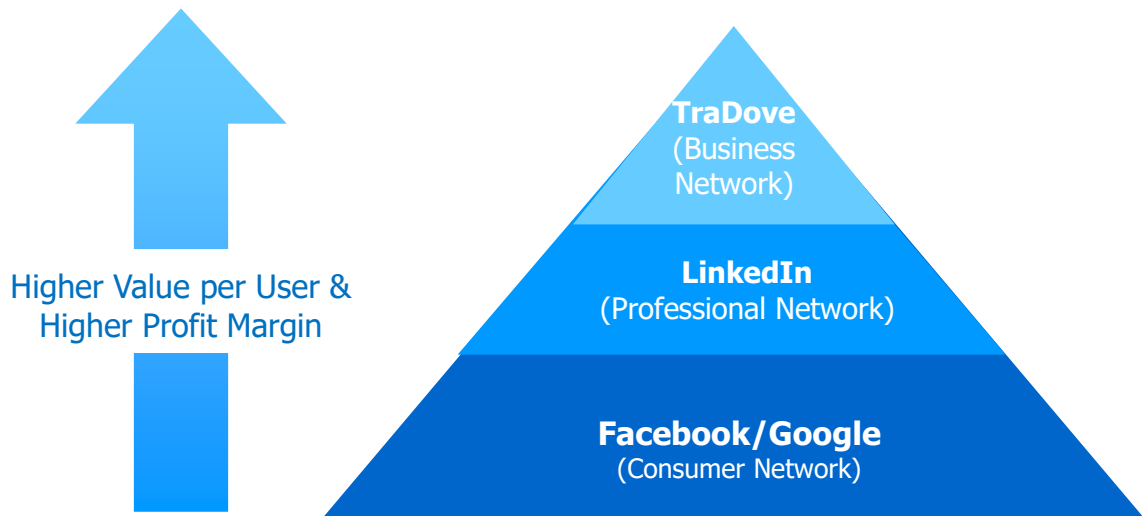 TraDove
(Business
Network)
Higher Value per User &
Higher Profit Margin
LinkedIn
(Professional Network)
Facebook/Google
(Consumer Network)